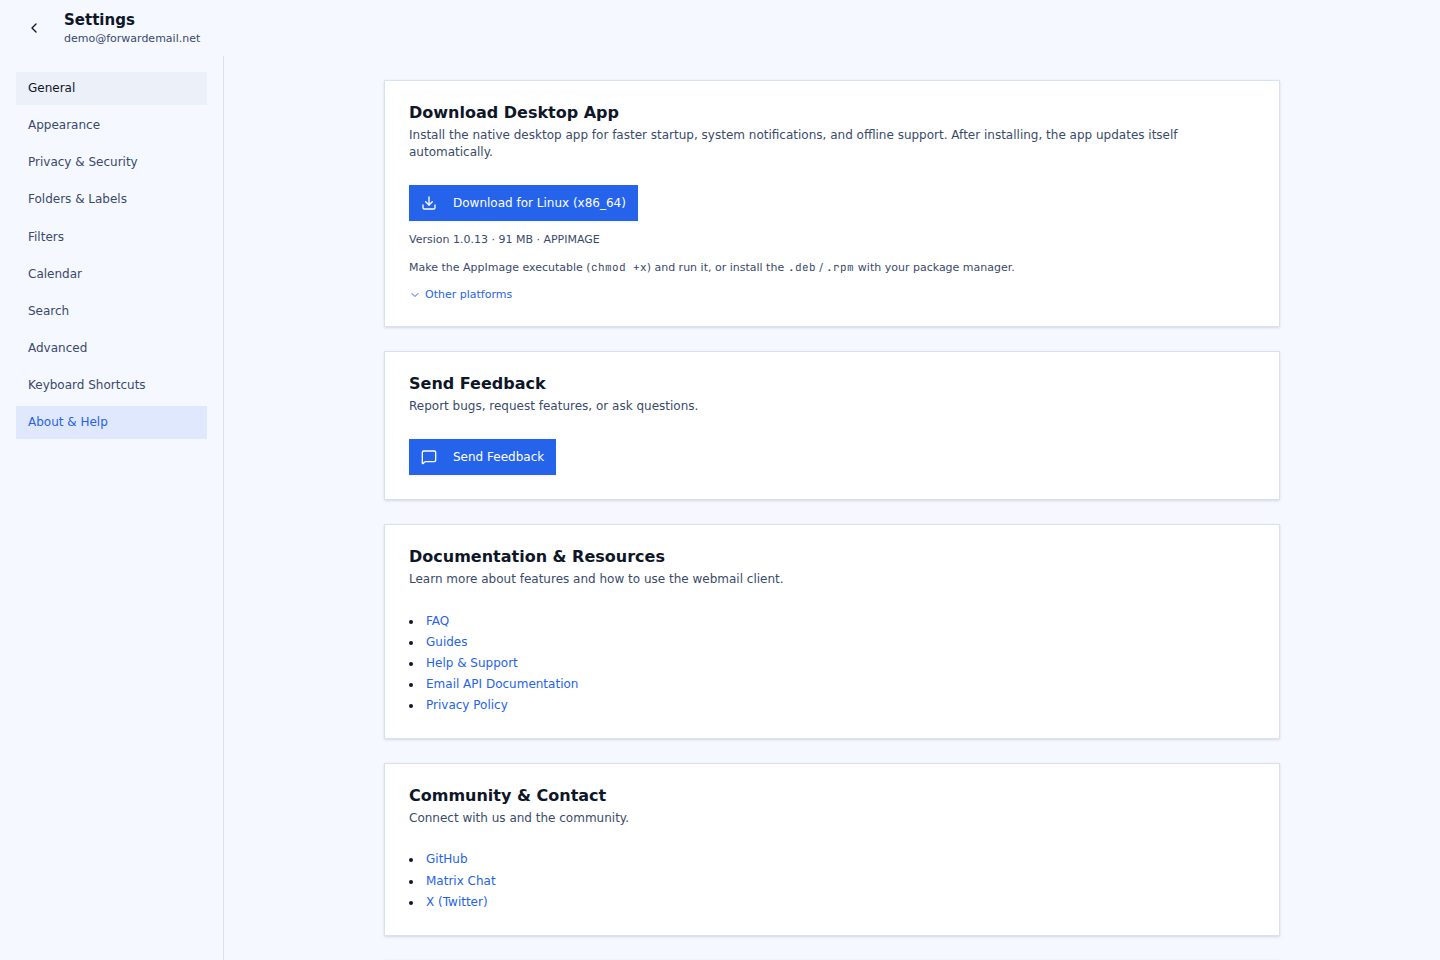 Settings
demo@forwardemail.net
General
Appearance
Privacy & Security
Folders & Labels
Filters
Calendar
Search
Advanced
Keyboard Shortcuts
About & Help
Download Desktop App
Install the native desktop app for faster startup, system notifications, and offline support. After installing, the app updates itself
automatically.
Download for Linux (x86_64)
Version 1.0.13 · 91 MB · APPIMAGE
Make the AppImage executable (chmod +x) and run it, or install the .deb / .rpm with your package manager.
Other platforms
Send Feedback
Report bugs, request features, or ask questions.
Send Feedback
Documentation & Resources
Learn more about features and how to use the webmail client.
FAQ
Guides
Help & Support
Email API Documentation
Privacy Policy
Community & Contact
Connect with us and the community.
GitHub
Matrix Chat
X (Twitter)